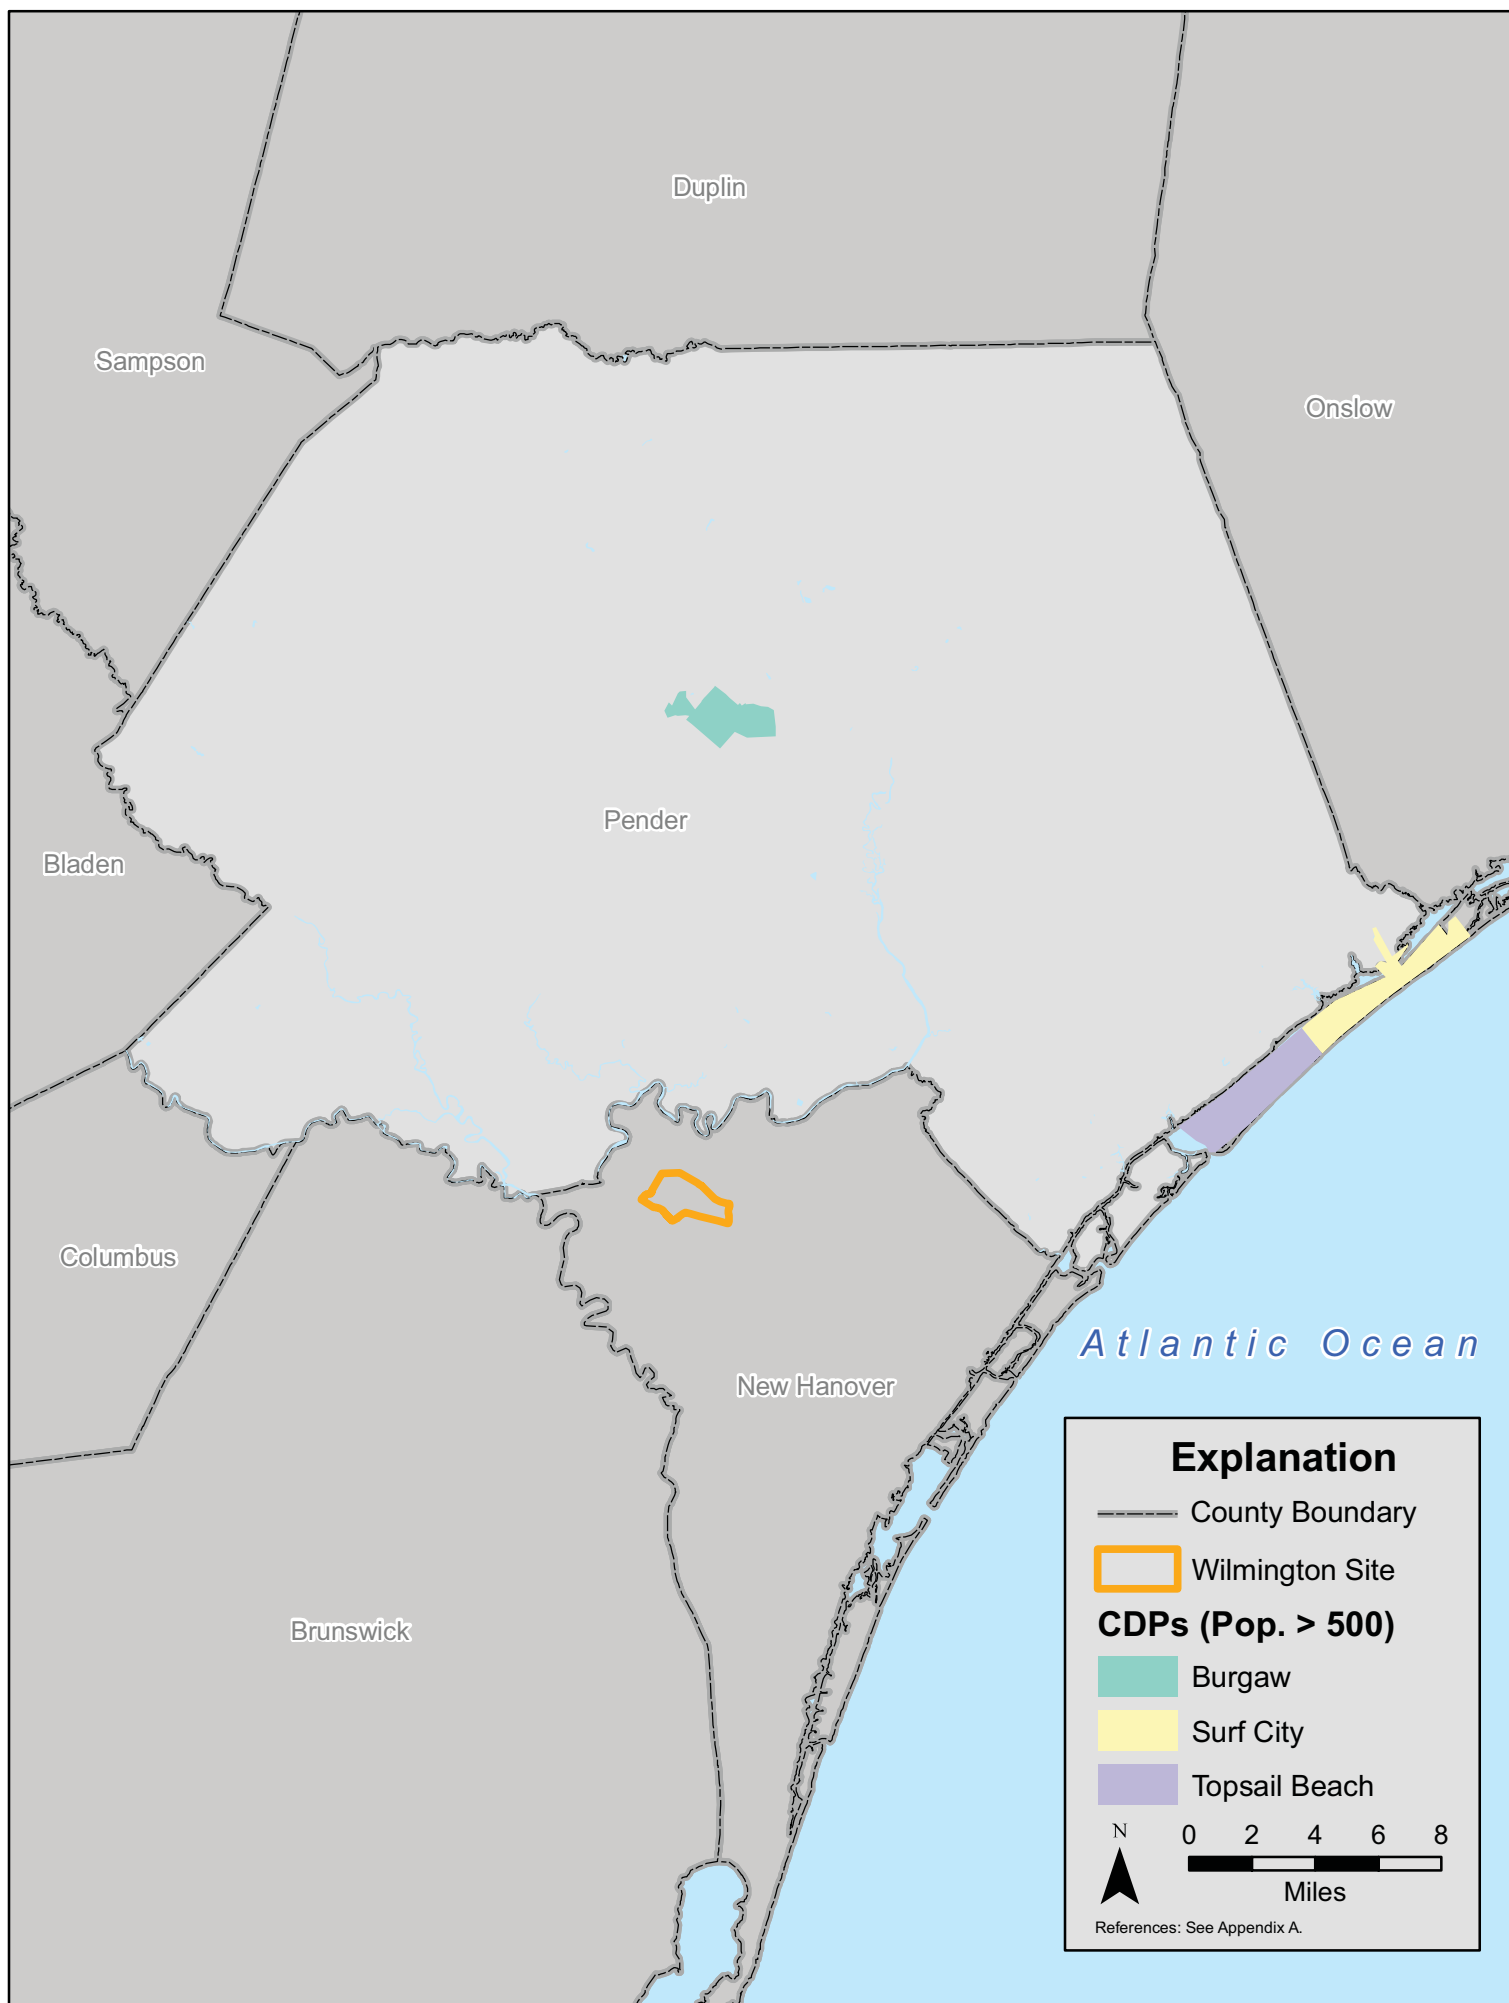 Duplin
Sampson
Onslow
Pender
Bladen
Columbus
Atlantic Ocean
New Hanover
Brunswick
Explanation
County Boundary
Wilmington Site
CDPs (Pop. > 500)
Burgaw
Surf City
Topsail Beach
N
0 2 4 6 8
Miles
References: See Appendix A.